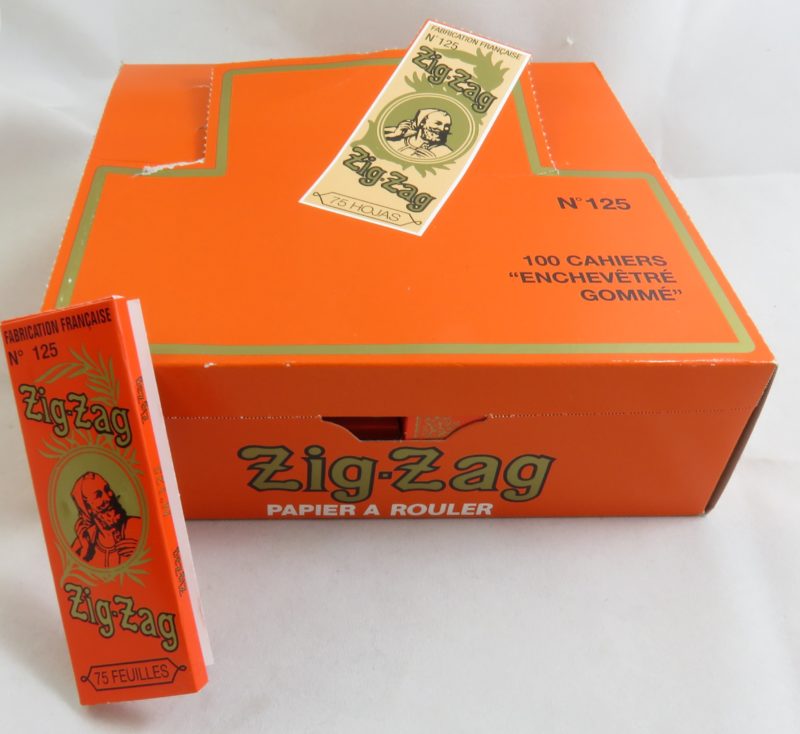 FABRICATION FRANÇAISE
N° 125
Zig-Zag
Zig-Zag
75 HOJAS
N° 125
100 CAHIERS
"ENCHEVÊTRÉ
GOMMÉ"
Zig-Zag
PAPIER A ROULER
FABRICATION FRANÇAISE
N° 125
Zig-Zag
Zig-Zag
75 FEUILLES